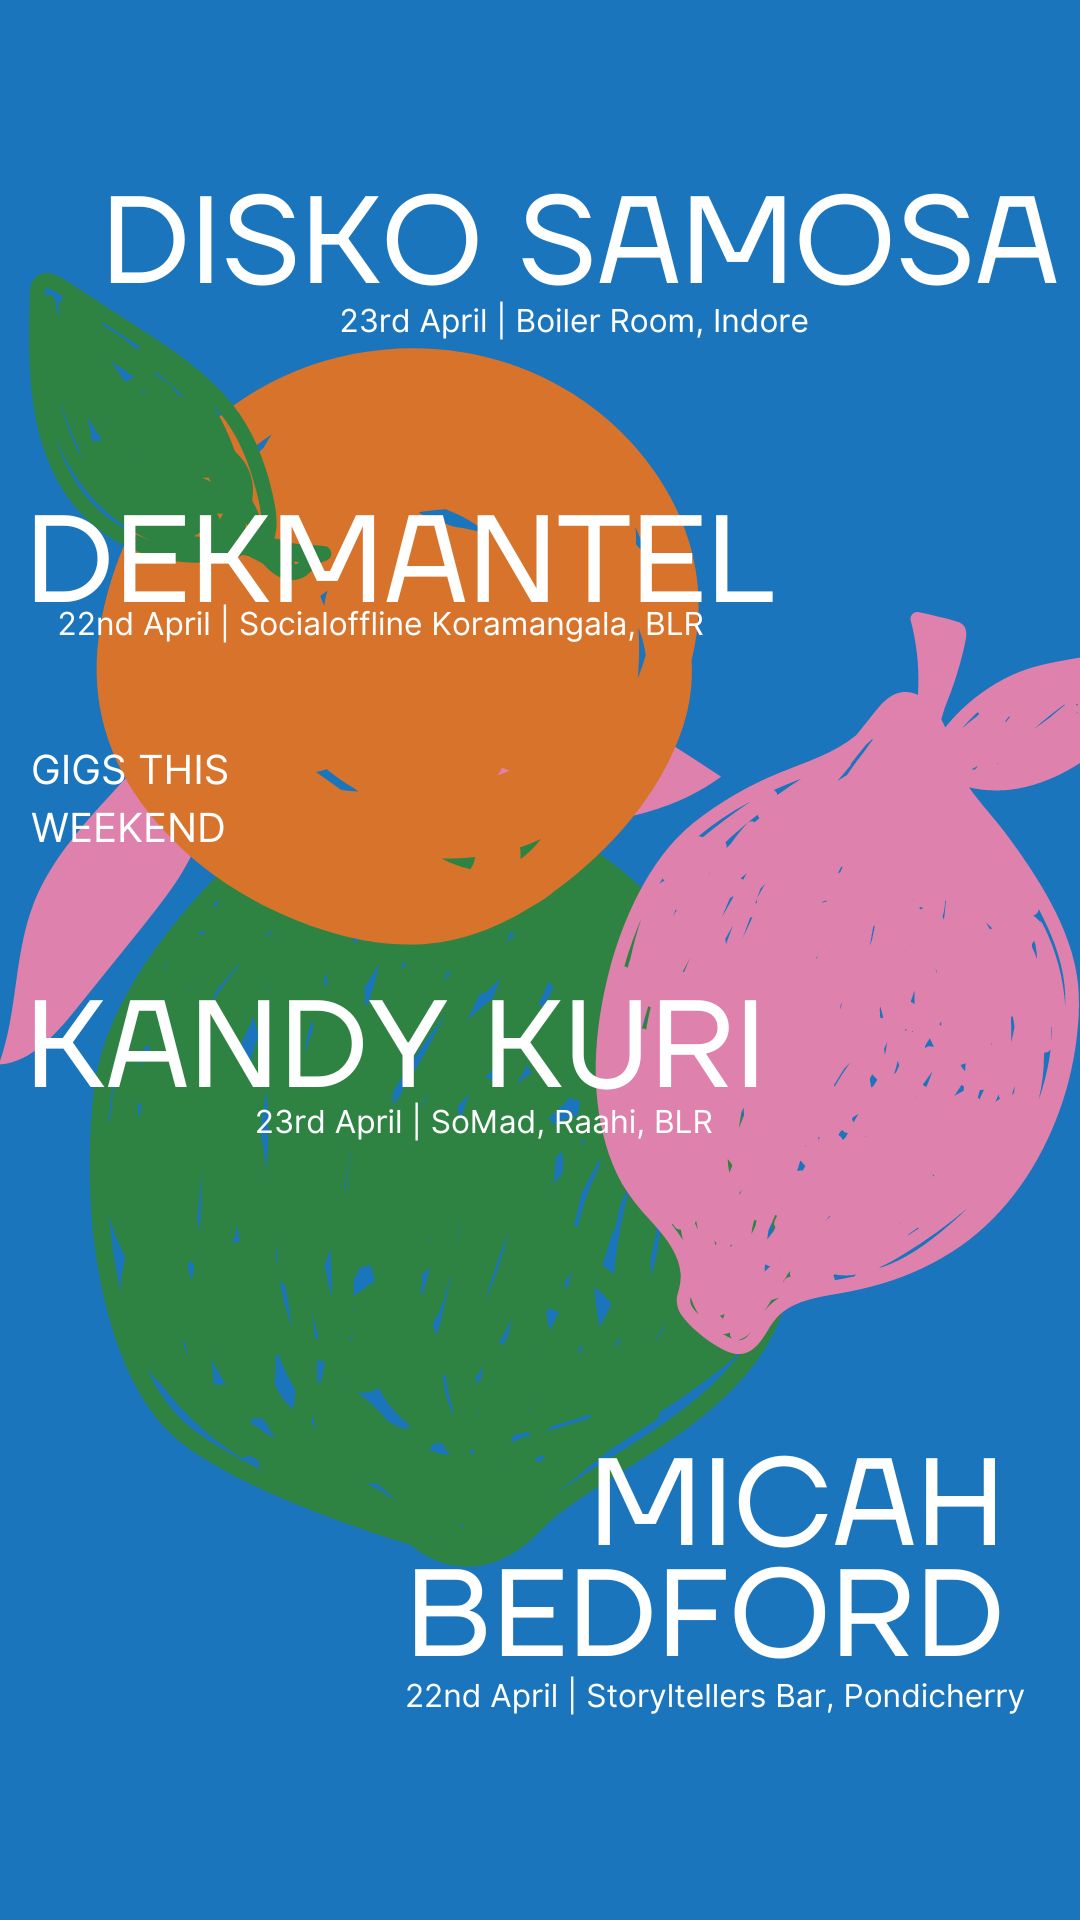 DISKO SAMOSA
23rd April | Boiler Room, Indore
DEKMANTEL
22nd April | Socialoffline Koramangala, BLR
GIGS THIS
WEEKEND
KANDY KURI
23rd April | SoMad, Raahi, BLR
MICAH
BEDFORD
22nd April | Storyltellers Bar, Pondicherry